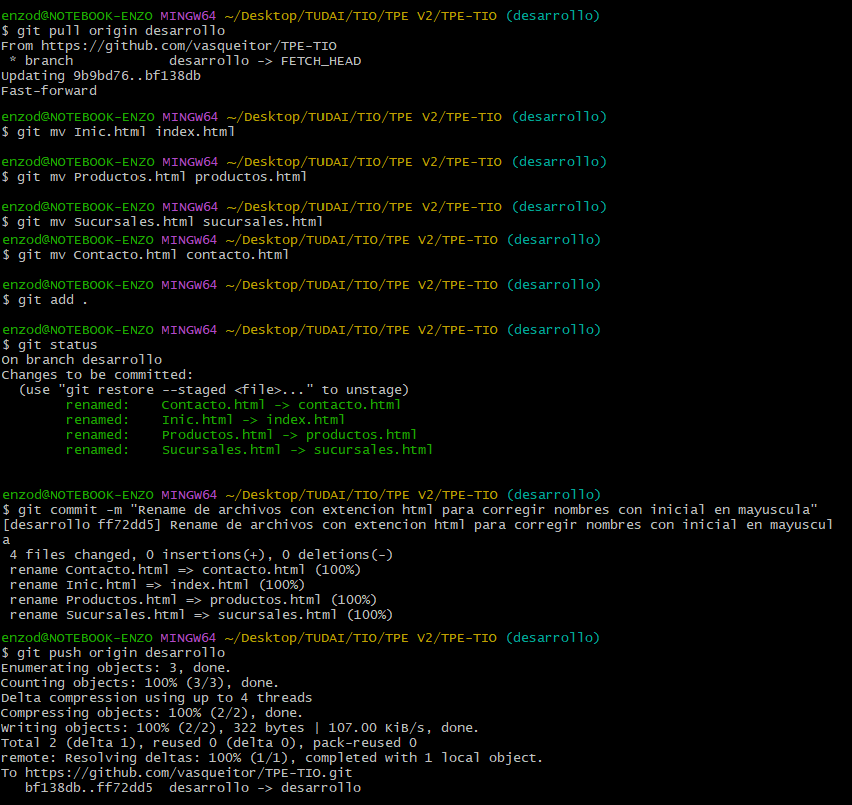 enzod@NOTEBOOK-ENZO MINGW64 ~/Desktop/TUDAI/TIO/TPE V2/TPE-TIO (desarrollo)
$ git pull origin desarrollo
From https://github.com/vasqueitor/TPE-TIO
 * branch            desarrollo -> FETCH_HEAD
Updating 9b9bd76..bf138db
Fast-forward
enzod@NOTEBOOK-ENZO MINGW64 ~/Desktop/TUDAI/TIO/TPE V2/TPE-TIO (desarrollo)
$ git mv Inic.html index.html
enzod@NOTEBOOK-ENZO MINGW64 ~/Desktop/TUDAI/TIO/TPE V2/TPE-TIO (desarrollo)
$ git mv Productos.html productos.html
enzod@NOTEBOOK-ENZO MINGW64 ~/Desktop/TUDAI/TIO/TPE V2/TPE-TIO (desarrollo)
$ git mv Sucursales.html sucursales.html
enzod@NOTEBOOK-ENZO MINGW64 ~/Desktop/TUDAI/TIO/TPE V2/TPE-TIO (desarrollo)
$ git mv Contacto.html contacto.html
enzod@NOTEBOOK-ENZO MINGW64 ~/Desktop/TUDAI/TIO/TPE V2/TPE-TIO (desarrollo)
$ git add .
enzod@NOTEBOOK-ENZO MINGW64 ~/Desktop/TUDAI/TIO/TPE V2/TPE-TIO (desarrollo)
$ git status
On branch desarrollo
Changes to be committed:
  (use "git restore --staged <file>..." to unstage)
        renamed:    Contacto.html -> contacto.html
        renamed:    Inic.html -> index.html
        renamed:    Productos.html -> productos.html
        renamed:    Sucursales.html -> sucursales.html
enzod@NOTEBOOK-ENZO MINGW64 ~/Desktop/TUDAI/TIO/TPE V2/TPE-TIO (desarrollo)
$ git commit -m "Rename de archivos con extencion html para corregir nombres con inicial en mayuscula"
[desarrollo ff72dd5] Rename de archivos con extencion html para corregir nombres con inicial en mayuscul
a
 4 files changed, 0 insertions(+), 0 deletions(-)
 rename Contacto.html => contacto.html (100%)
 rename Inic.html => index.html (100%)
 rename Productos.html => productos.html (100%)
 rename Sucursales.html => sucursales.html (100%)
enzod@NOTEBOOK-ENZO MINGW64 ~/Desktop/TUDAI/TIO/TPE V2/TPE-TIO (desarrollo)
$ git push origin desarrollo
Enumerating objects: 3, done.
Counting objects: 100% (3/3), done.
Delta compression using up to 4 threads
Compressing objects: 100% (2/2), done.
Writing objects: 100% (2/2), 322 bytes | 107.00 KiB/s, done.
Total 2 (delta 1), reused 0 (delta 0), pack-reused 0
remote: Resolving deltas: 100% (1/1), completed with 1 local object.
To https://github.com/vasqueitor/TPE-TIO.git
   bf138db..ff72dd5  desarrollo -> desarrollo